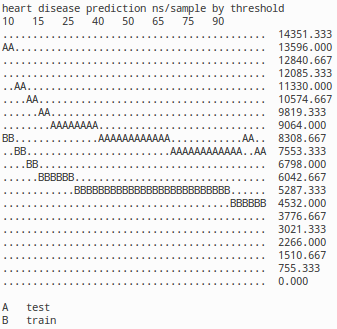 heart disease prediction ns/sample by threshold
10   15   25   40   50   65   75   90
............................................  14351.333
AA..........................................  13596.000
............................................  12840.667
............................................  12085.333
..AA........................................  11330.000
....AA......................................  10574.667
......AA....................................  9819.333
........AAAAAAAA............................  9064.000
BB..............AAAAAAAAAAAA............AA..  8308.667
..BB........................AAAAAAAAAAAA..AA  7553.333
....BB......................................  6798.000
......BBBBBB................................  6042.667
............BBBBBBBBBBBBBBBBBBBBBBBBBB......  5287.333
......................................BBBBBB  4532.000
............................................  3776.667
............................................  3021.333
............................................  2266.000
............................................  1510.667
............................................  755.333
............................................  0.000
A   test
B   train